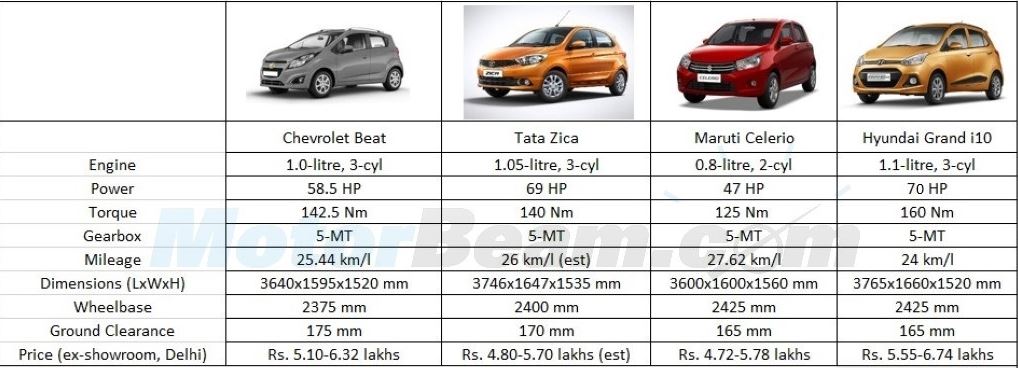 ZICA
CELERIO
Chevrolet Beat Tata Zica Maruti Celerio Hyundai Grand i10
Engine 1.0-litre, 3-cyl 1.05-litre, 3-cyl 0.8-litre, 2-cyl 1.1-litre, 3-cyl
Power 58.5 HP 69 HP 47 HP 70 HP
Torque 142.5 Nm 140 Nm 125 Nm 160 Nm
Gearbox 5-MT 5-MT 5-MT 5-MT
MotorBeam.com
Mileage 25.44 km/l 26 km/l (est) 27.62 km/l 24 km/l
Dimensions (LxWxH) 3640x1595x1520 mm 3746x1647x1535 mm 3600x1600x1560 mm 3765x1660x1520 mm
Wheelbase 2375 mm 2400 mm 2425 mm 2425 mm
Ground Clearance 175 mm 170 mm 165 mm 165 mm
Price (ex-showroom, Delhi) Rs. 5.10-6.32 lakhs Rs. 4.80-5.70 lakhs (est) Rs. 4.72-5.78 lakhs Rs. 5.55-6.74 lakhs